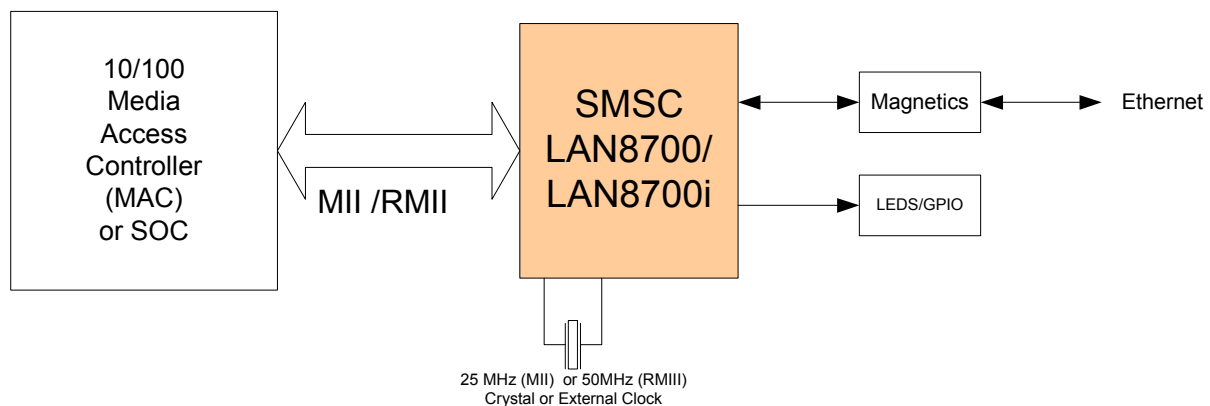 10/100
Media
Access
Controller
(MAC)
or SOC
MII /RMII
SMSC
LAN8700/
LAN8700i
Magnetics
Ethernet
LEDS/GPIO
25 MHz (MII) or 50MHz (RMIII)
Crystal or External Clock